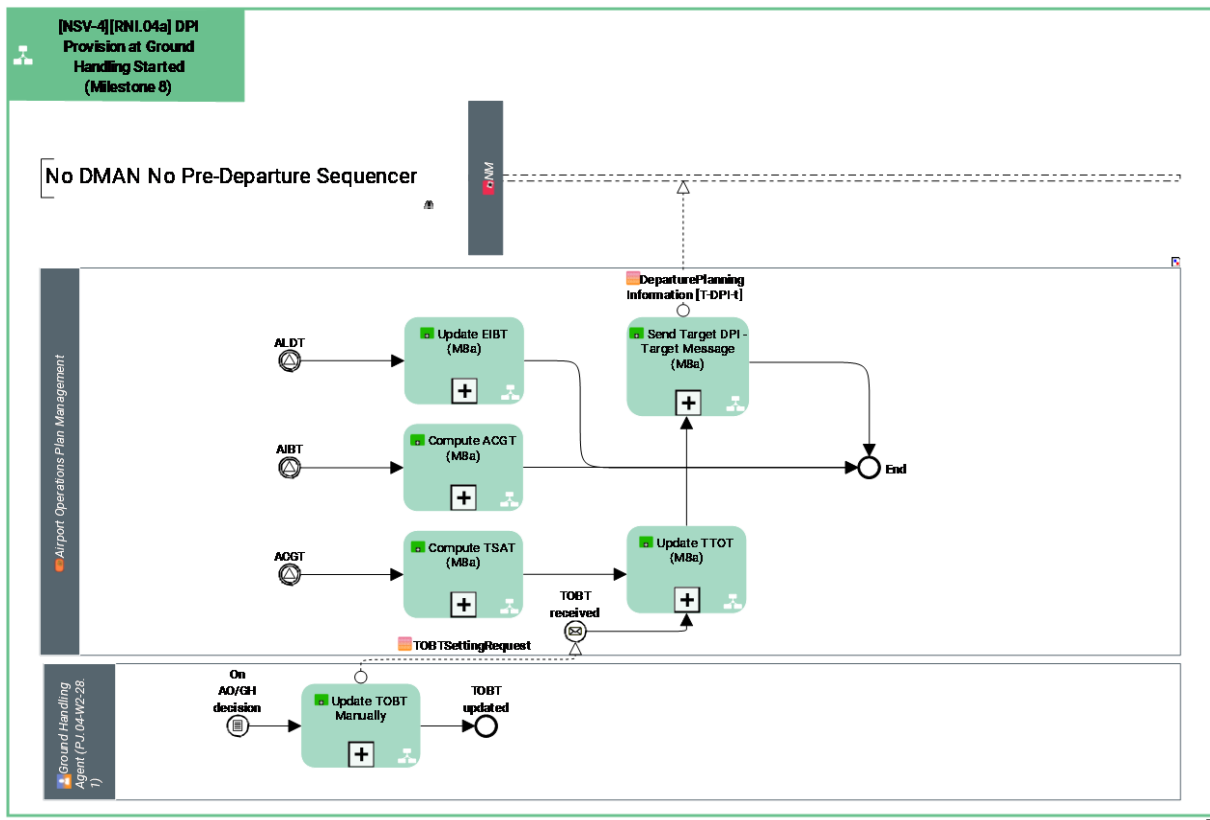 [NSV-4][RNI.04a] DPI
Provision at Ground
Handling Started
(Milestone 8)
No DMAN No Pre-Departure Sequencer
NM
DeparturePlanning
Information [T-DPI-t]
Airport Operations Plan Management
ALDT
Update EIBT
(M8a)
Send Target DPI -
Target Message
(M8a)
AIBT
Compute ACGT
(M8a)
End
ACGT
Compute TSAT
(M8a)
Update TTOT
(M8a)
TOBT
received
TOBTSettingRequest
Ground Handling
Agent (PJ.04-W2-28.
1)
On
AO/GH
decision
Update TOBT
Manually
TOBT
updated